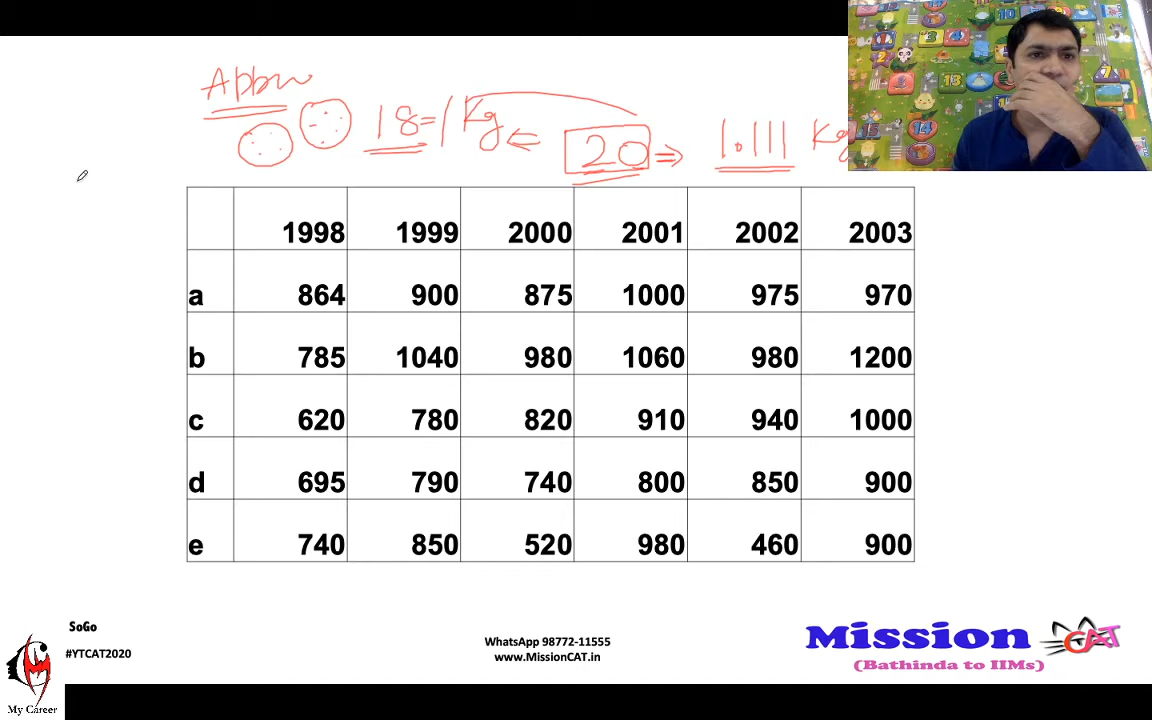 18 = 1 Kg ← 20 ⇒ 1.111 Kg
1998 1999 2000 2001 2002 2003
a 864 900 875 1000 975 970
b 785 1040 980 1060 980 1200
c 620 780 820 910 940 1000
d 695 790 740 800 850 900
e 740 850 520 980 460 900
SoGo
#YTCAT2020
My Career
WhatsApp 98772-11555
www.MissionCAT.in
Mission CAT
(Bathinda to IIMs)